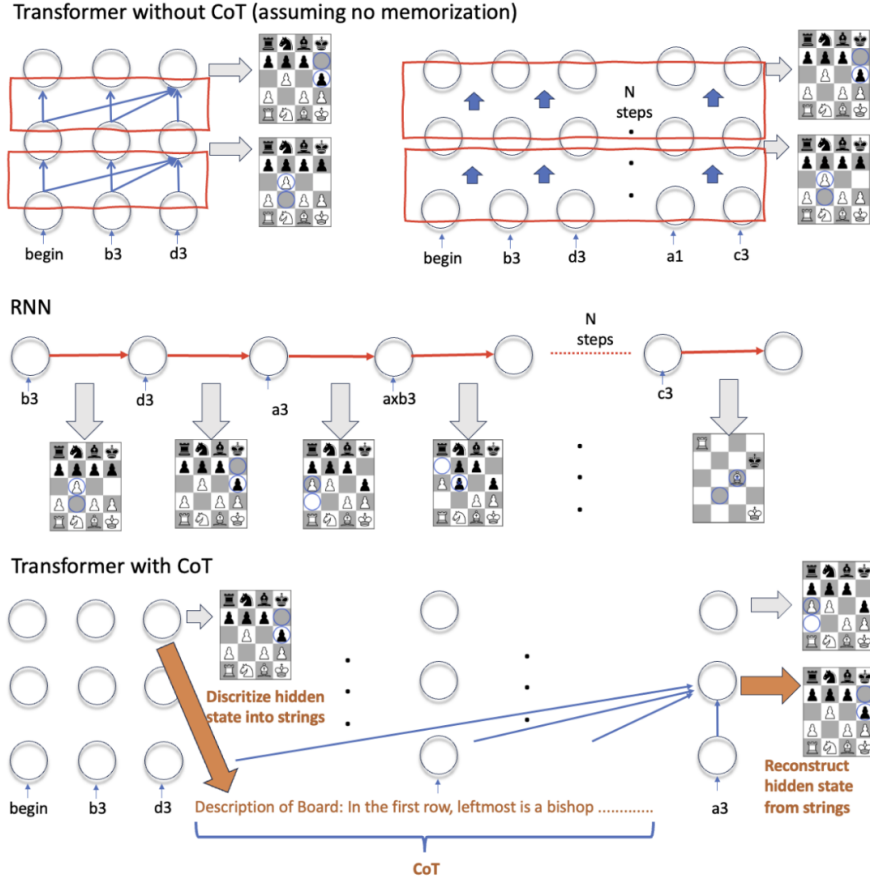 Transformer without CoT (assuming no memorization)
begin b3 d3
N
steps
begin b3 d3 a1 c3
RNN
N
steps
b3 d3 a3 axb3 c3
Transformer with CoT
Discritize hidden
state into strings
Reconstruct
hidden state
from strings
begin b3 d3
Description of Board: In the first row, leftmost is a bishop .............
a3
CoT